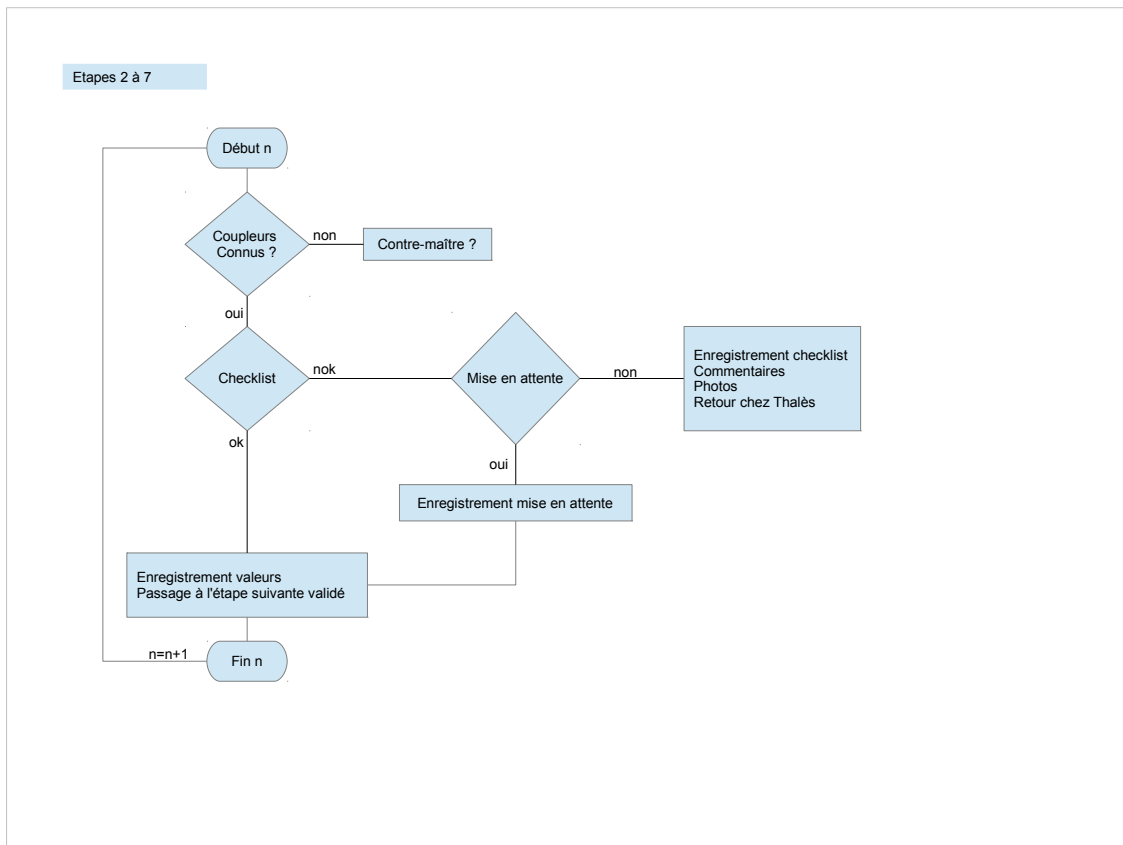 Etapes 2 à 7
Début n
Coupleurs
Connus ?
non
Contre-maître ?
oui
Checklist
nok
Mise en attente
non
Enregistrement checklist
Commentaires
Photos
Retour chez Thalès
ok
oui
Enregistrement mise en attente
Enregistrement valeurs
Passage à l'étape suivante validé
n=n+1
Fin n